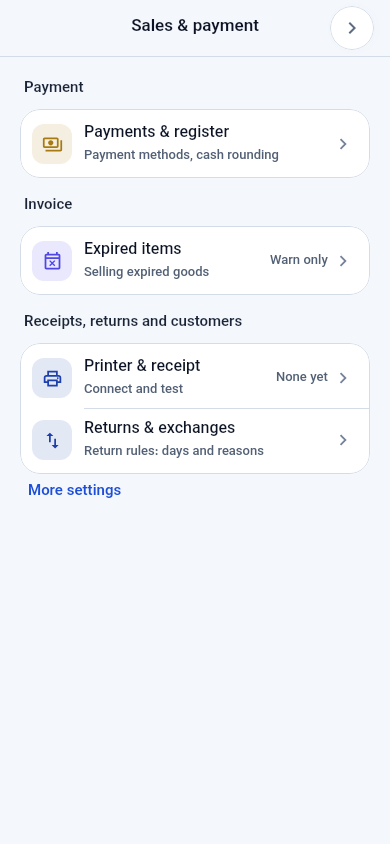 Sales & payment
Payment
Payments & register
Payment methods, cash rounding
Invoice
Expired items
Selling expired goods
Warn only
Receipts, returns and customers
Printer & receipt
Connect and test
None yet
Returns & exchanges
Return rules: days and reasons
More settings